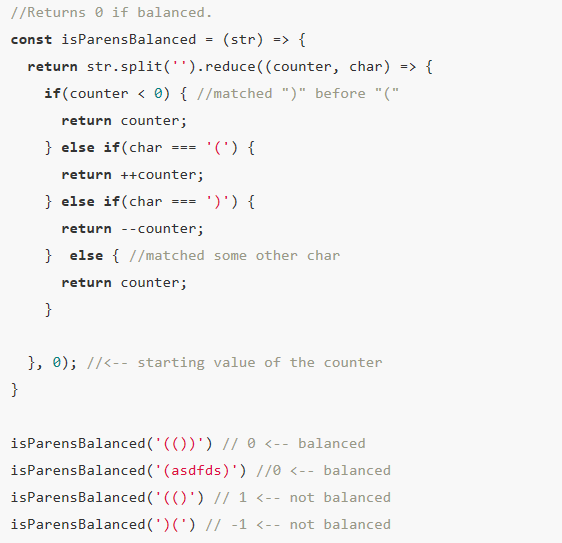 //Returns 0 if balanced.
const isParensBalanced = (str) => {
  return str.split('').reduce((counter, char) => {
    if(counter < 0) { //matched ")" before "("
      return counter;
    } else if(char === '(') {
      return ++counter;
    } else if(char === ')') {
      return --counter;
    }  else { //matched some other char
      return counter;
    }

  }, 0); //<-- starting value of the counter
}

isParensBalanced('(())') // 0 <-- balanced
isParensBalanced('(asdfds)') //0 <-- balanced
isParensBalanced('(()') // 1 <-- not balanced
isParensBalanced(')(') // -1 <-- not balanced